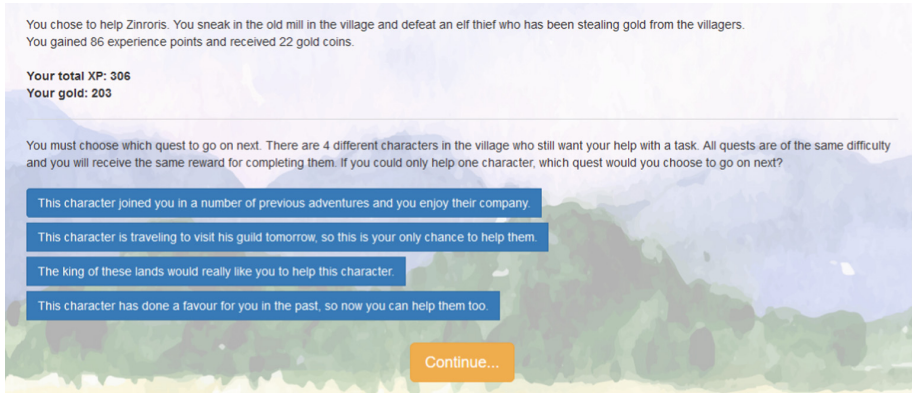 You chose to help Zinroris. You sneak in the old mill in the village and defeat an elf thief who has been stealing gold from the villagers.
You gained 86 experience points and received 22 gold coins.
Your total XP: 306
Your gold: 203
You must choose which quest to go on next. There are 4 different characters in the village who still want your help with a task. All quests are of the same difficulty
and you will receive the same reward for completing them. If you could only help one character, which quest would you choose to go on next?
This character joined you in a number of previous adventures and you enjoy their company.
This character is traveling to visit his guild tomorrow, so this is your only chance to help them.
The king of these lands would really like you to help this character.
This character has done a favour for you in the past, so now you can help them too.
Continue...